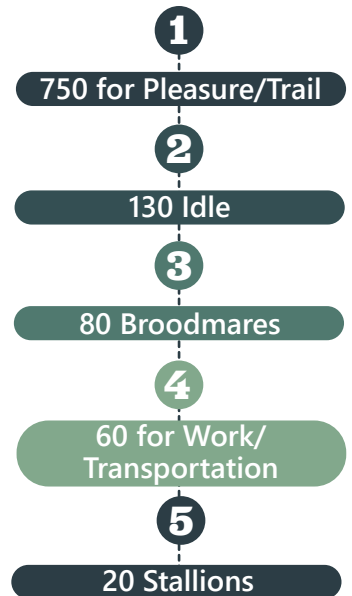 1
750 for Pleasure/Trail
2
130 Idle
3
80 Broodmares
4
60 for Work/
Transportation
5
20 Stallions